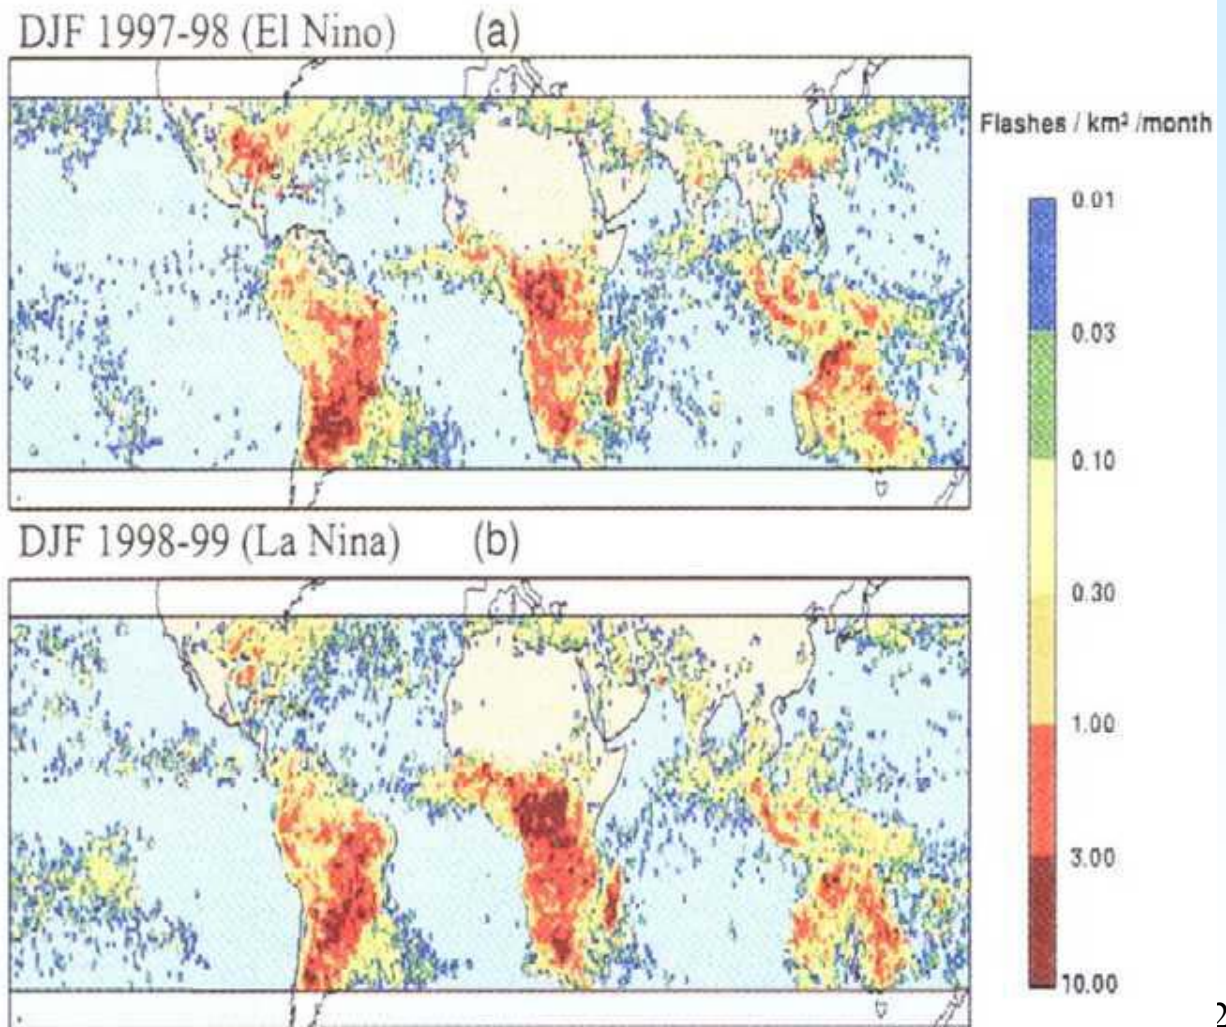 DJF 1997-98 (El Nino) (a)
Flashes / km² /month
0.01
0.03
0.10
0.30
1.00
3.00
10.00
DJF 1998-99 (La Nina) (b)
2